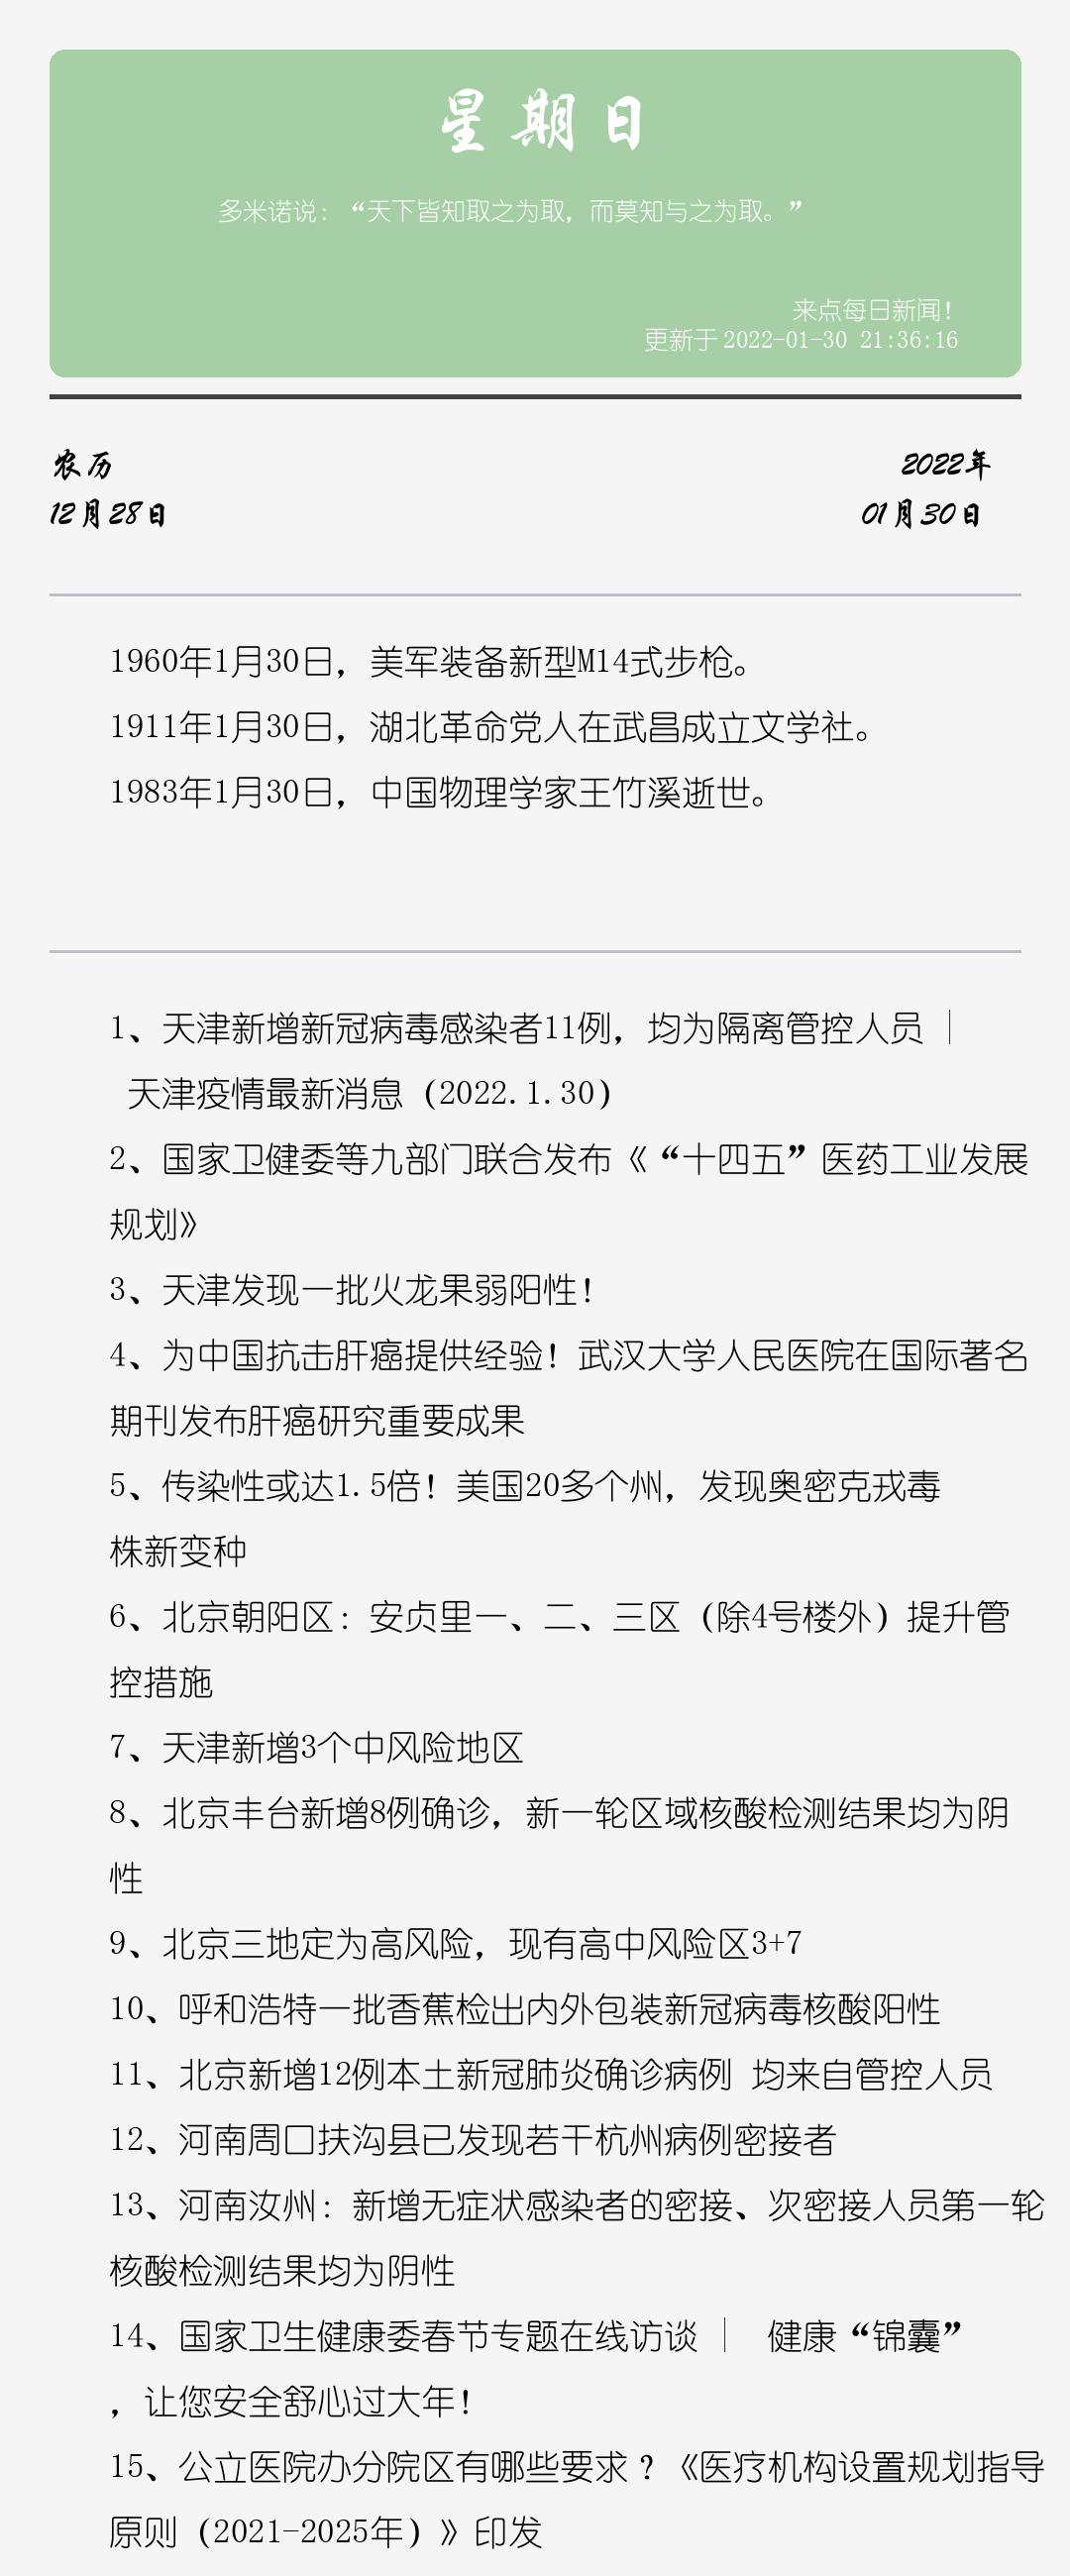 星期日
多米诺说：“天下皆知取之为取，而莫知与之为取。”
来点每日新闻！
更新于 2022-01-30 21:36:16
农历
12月28日
2022年
01月30日
1960年1月30日，美军装备新型M14式步枪。
1911年1月30日，湖北革命党人在武昌成立文学社。
1983年1月30日，中国物理学家王竹溪逝世。
1、天津新增新冠病毒感染者11例，均为隔离管控人员｜
天津疫情最新消息（2022.1.30）
2、国家卫健委等九部门联合发布《“十四五”医药工业发展
规划》
3、天津发现一批火龙果弱阳性！
4、为中国抗击肝癌提供经验！武汉大学人民医院在国际著名
期刊发布肝癌研究重要成果
5、传染性或达1.5倍！美国20多个州，发现奥密克戎毒
株新变种
6、北京朝阳区：安贞里一、二、三区（除4号楼外）提升管
控措施
7、天津新增3个中风险地区
8、北京丰台新增8例确诊，新一轮区域核酸检测结果均为阴
性
9、北京三地定为高风险，现有高中风险区3+7
10、呼和浩特一批香蕉检出内外包装新冠病毒核酸阳性
11、北京新增12例本土新冠肺炎确诊病例 均来自管控人员
12、河南周口扶沟县已发现若干杭州病例密接者
13、河南汝州：新增无症状感染者的密接、次密接人员第一轮
核酸检测结果均为阴性
14、国家卫生健康委春节专题在线访谈｜ 健康“锦囊”
，让您安全舒心过大年！
15、公立医院办分院区有哪些要求？《医疗机构设置规划指导
原则（2021-2025年）》印发